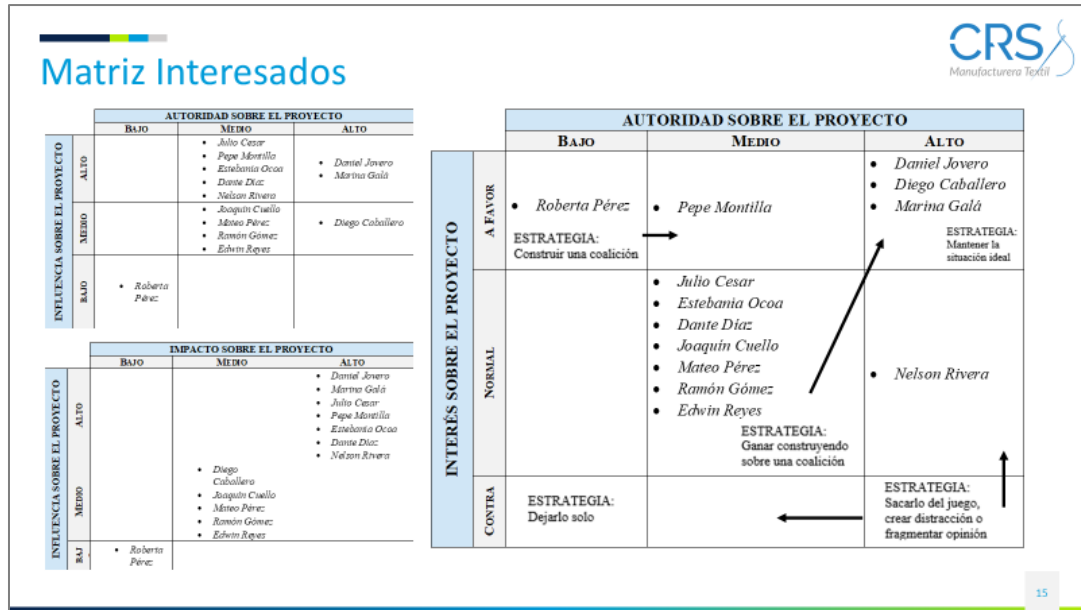 CRS
Manufacturera Textil
Matriz Interesados
AUTORIDAD SOBRE EL PROYECTO
BAJO MEDIO ALTO
INFLUENCIA SOBRE EL PROYECTO
ALTO
• Julio Cesar
• Pepe Montilla
• Estebania Ocoa
• Dante Díaz
• Nelson Rivera
• Daniel Jovero
• Marina Galá
MEDIO
• Joaquín Cuello
• Mateo Pérez
• Ramón Gómez
• Edwin Reyes
• Diego Caballero
BAJO
• Roberta
Pérez
IMPACTO SOBRE EL PROYECTO
BAJO MEDIO ALTO
INFLUENCIA SOBRE EL PROYECTO
ALTO
• Daniel Jovero
• Marina Galá
• Julio Cesar
• Pepe Montilla
• Estebania Ocoa
• Dante Díaz
• Nelson Rivera
MEDIO
• Diego
Caballero
• Joaquín Cuello
• Mateo Pérez
• Ramón Gómez
• Edwin Reyes
BAJ
• Roberta
Pérez
AUTORIDAD SOBRE EL PROYECTO
BAJO MEDIO ALTO
INTERÉS SOBRE EL PROYECTO
A FAVOR
• Roberta Pérez
ESTRATEGIA:
Construir una coalición
• Pepe Montilla
• Daniel Jovero
• Diego Caballero
• Marina Galá
ESTRATEGIA:
Mantener la
situación ideal
NORMAL
• Julio Cesar
• Estebania Ocoa
• Dante Díaz
• Joaquín Cuello
• Mateo Pérez
• Ramón Gómez
• Edwin Reyes
ESTRATEGIA:
Ganar construyendo
sobre una coalición
• Nelson Rivera
CONTRA
ESTRATEGIA:
Dejarlo solo
ESTRATEGIA:
Sacarlo del juego,
crear distracción o
fragmentar opinión
15